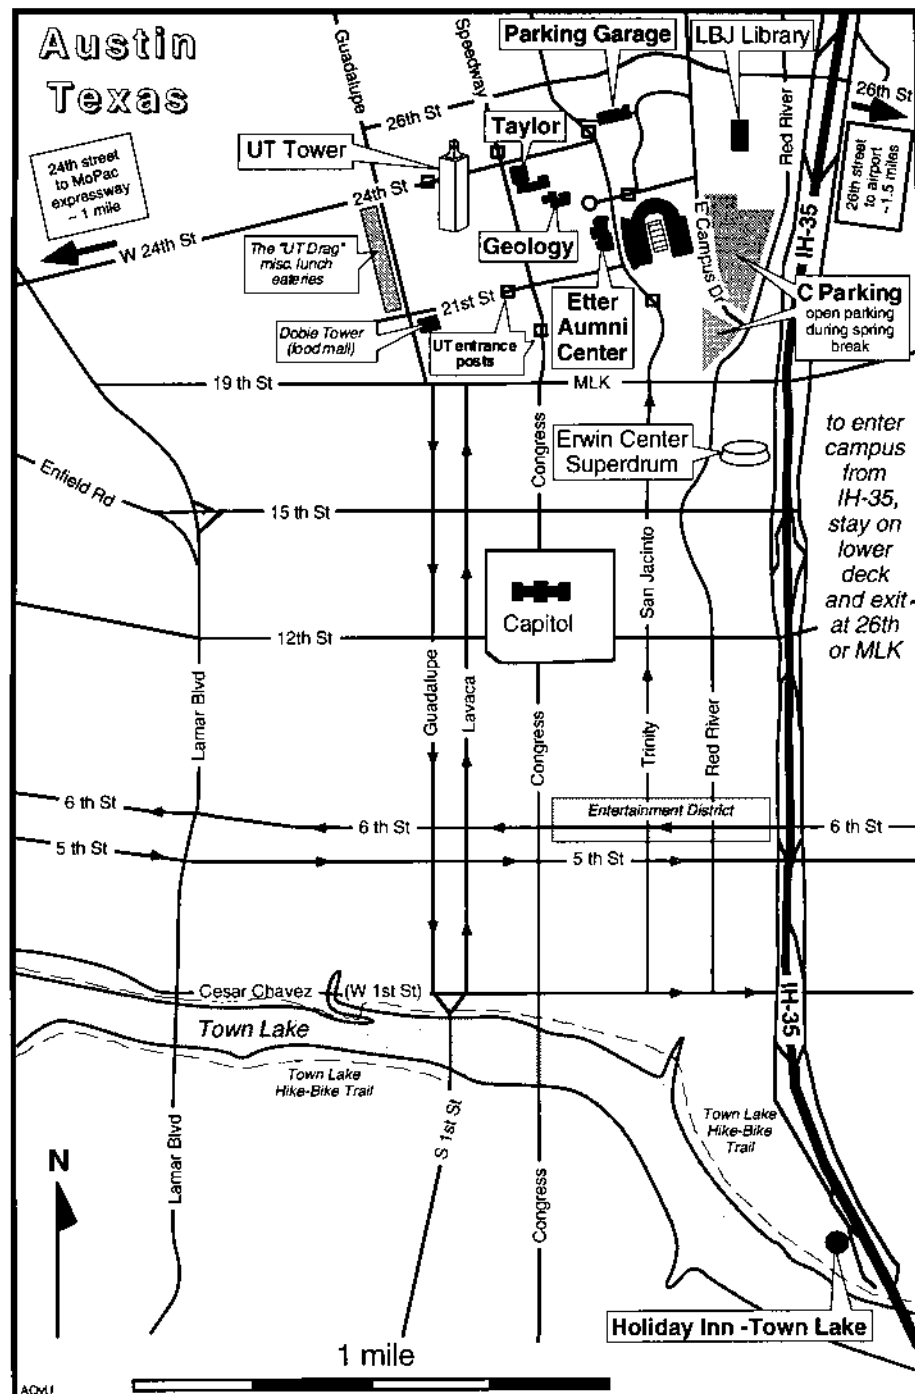 Austin
Texas
Guadalupe
Speedway
Parking Garage
LBJ Library
Red River
26th St
26th St
24th street
to MoPac
expressway
~ 1 mile
UT Tower
Taylor
26th street
to airport
~1.5 miles
24th St
W 24th St
The "UT Drag"
misc. lunch
eateries
Geology
E Campus Dr
IH-35
21st St
Etter
Aumni
Center
C Parking
open parking
during spring
break
Dobie Tower
(food mall)
UT entrance
posts
19 th St
MLK
Enfield Rd
Congress
Erwin Center
Superdrum
to enter
campus
from
IH-35,
stay on
lower
deck
and exit
at 26th
or MLK
15 th St
San Jacinto
Capitol
12th St
Lamar Blvd
Guadalupe
Lavaca
Congress
Trinity
Red River
6 th St
6 th St
Entertainment District
6 th St
5 th St
5 th St
Cesar Chavez
(W 1st St)
IH-35
Town Lake
Town Lake
Hike-Bike Trail
Town Lake
Hike-Bike
Trail
N
Lamar Blvd
S 1st St
Congress
Holiday Inn -Town Lake
1 mile